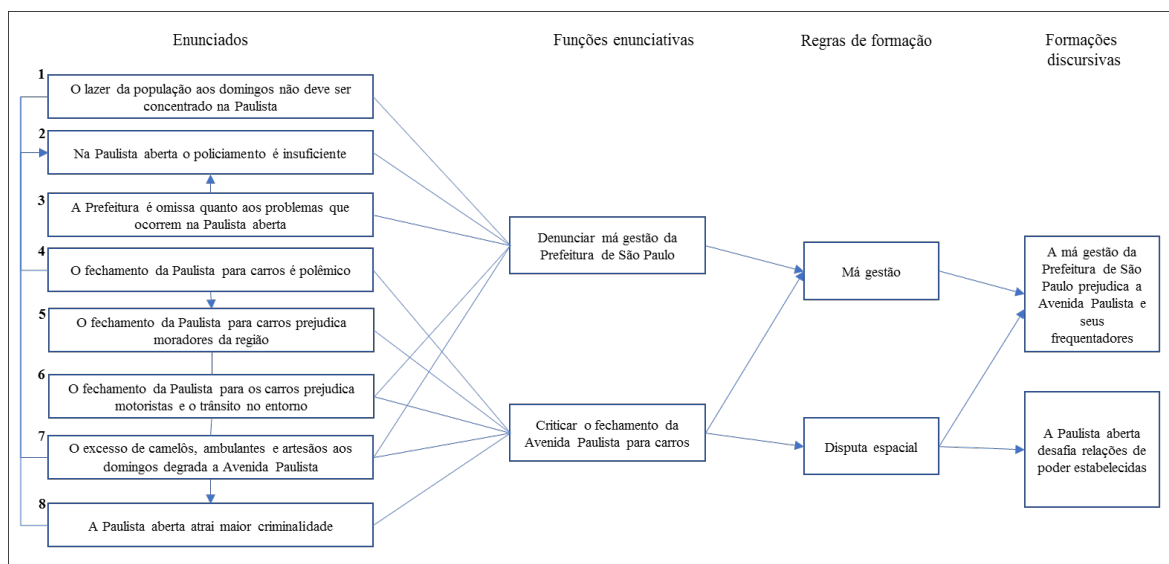 Enunciados
Funções enunciativas
Regras de formação
Formações
discursivas
1
O lazer da população aos domingos não deve ser
concentrado na Paulista
2
Na Paulista aberta o policiamento é insuficiente
3
A Prefeitura é omissa quanto aos problemas que
ocorrem na Paulista aberta
4
O fechamento da Paulista para carros é polêmico
5
O fechamento da Paulista para carros prejudica
moradores da região
6
O fechamento da Paulista para os carros prejudica
motoristas e o trânsito no entorno
7
O excesso de camelôs, ambulantes e artesãos aos
domingos degrada a Avenida Paulista
8
A Paulista aberta atrai maior criminalidade
Denunciar má gestão da
Prefeitura de São Paulo
Criticar o fechamento da
Avenida Paulista para carros
Má gestão
Disputa espacial
A má gestão da
Prefeitura de São
Paulo prejudica a
Avenida Paulista e
seus
frequentadores
A Paulista aberta
desafia relações de
poder estabelecidas